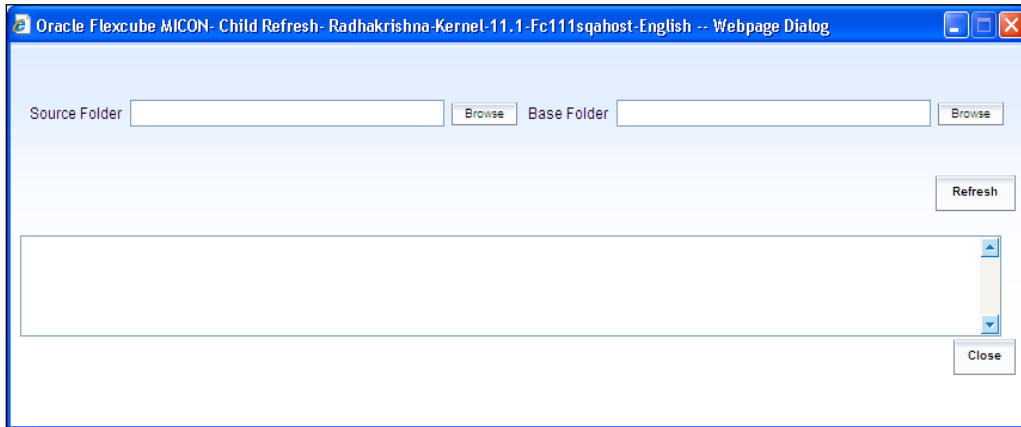 Oracle Flexcube MICON- Child Refresh- Radhakrishna-Kernel-11.1-Fc111sqahost-English -- Webpage Dialog
Source Folder Browse Base Folder Browse
Refresh
Close